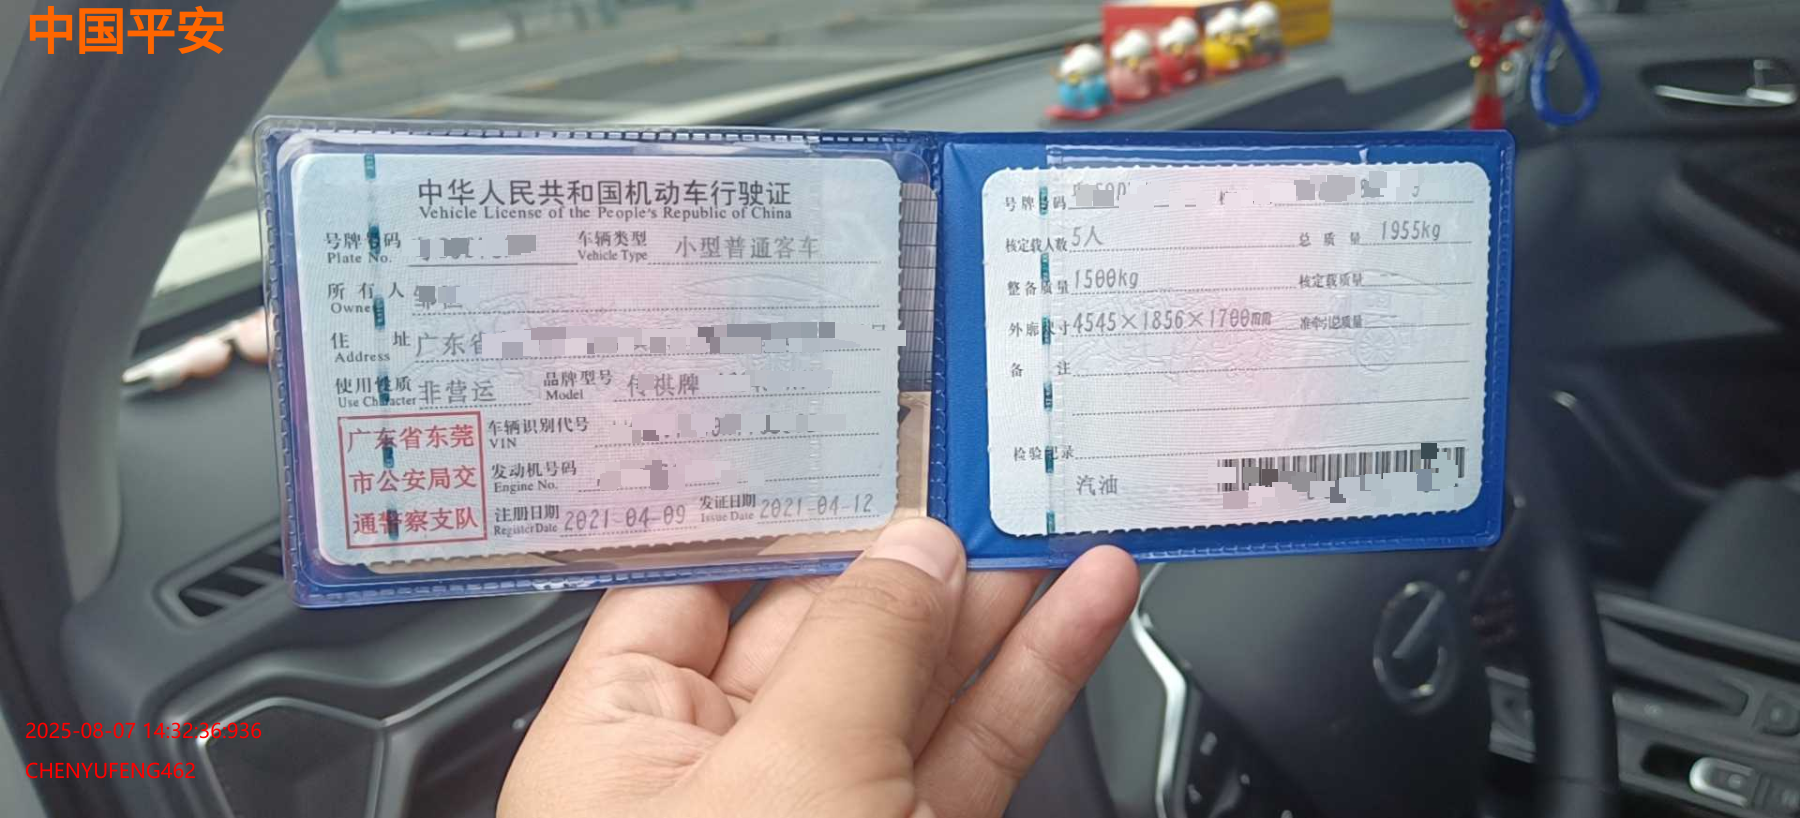 中国平安
中华人民共和国机动车行驶证
Vehicle License of the People's Republic of China
号牌号码
Plate No.
车辆类型 小型普通客车
Vehicle Type
所有人
Owner
住址 广东省
Address
使用性质 非营运
Use Character
品牌型号 传祺牌
Model
广东省东莞
市公安局交
通警察支队
车辆识别代号
VIN
发动机号码
Engine No.
注册日期 2021-04-09
Register Date
发证日期 2021-04-12
Issue Date
号牌号码
核定载人数 5人 总质量 1955kg
整备质量 1500kg 核定载质量
外廓尺寸 4545×1856×1700mm 准牵引总质量
备注
检验记录
汽油
2025-08-07 14:32:36:936
CHENYUFENG462